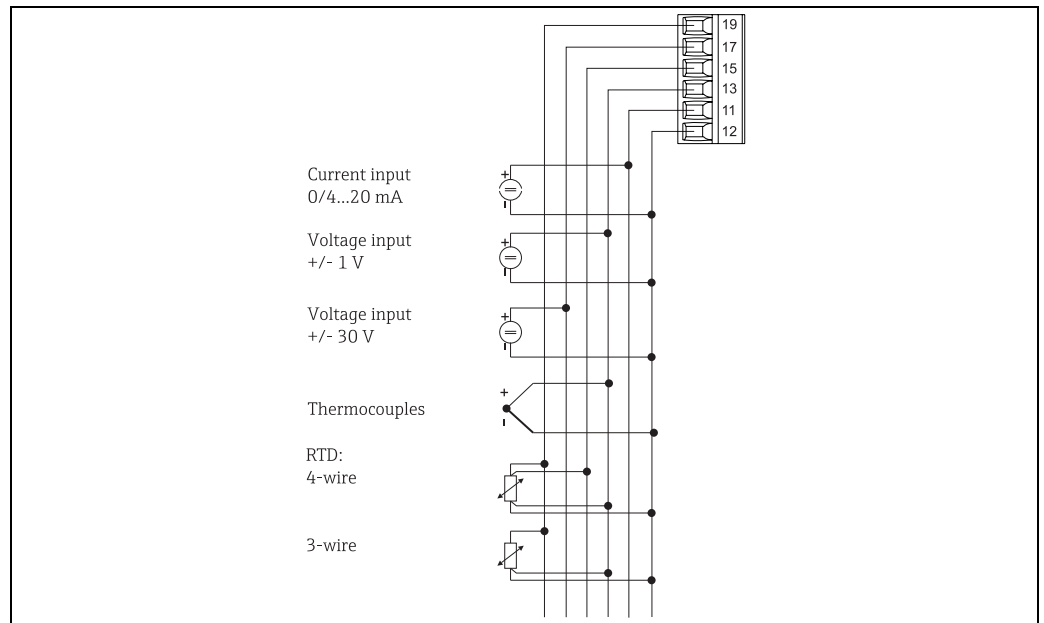 19
17
15
13
11
12
Current input
0/4...20 mA
+
-
Voltage input
+/- 1 V
+
-
Voltage input
+/- 30 V
+
-
Thermocouples
+
-
RTD:
4-wire
3-wire